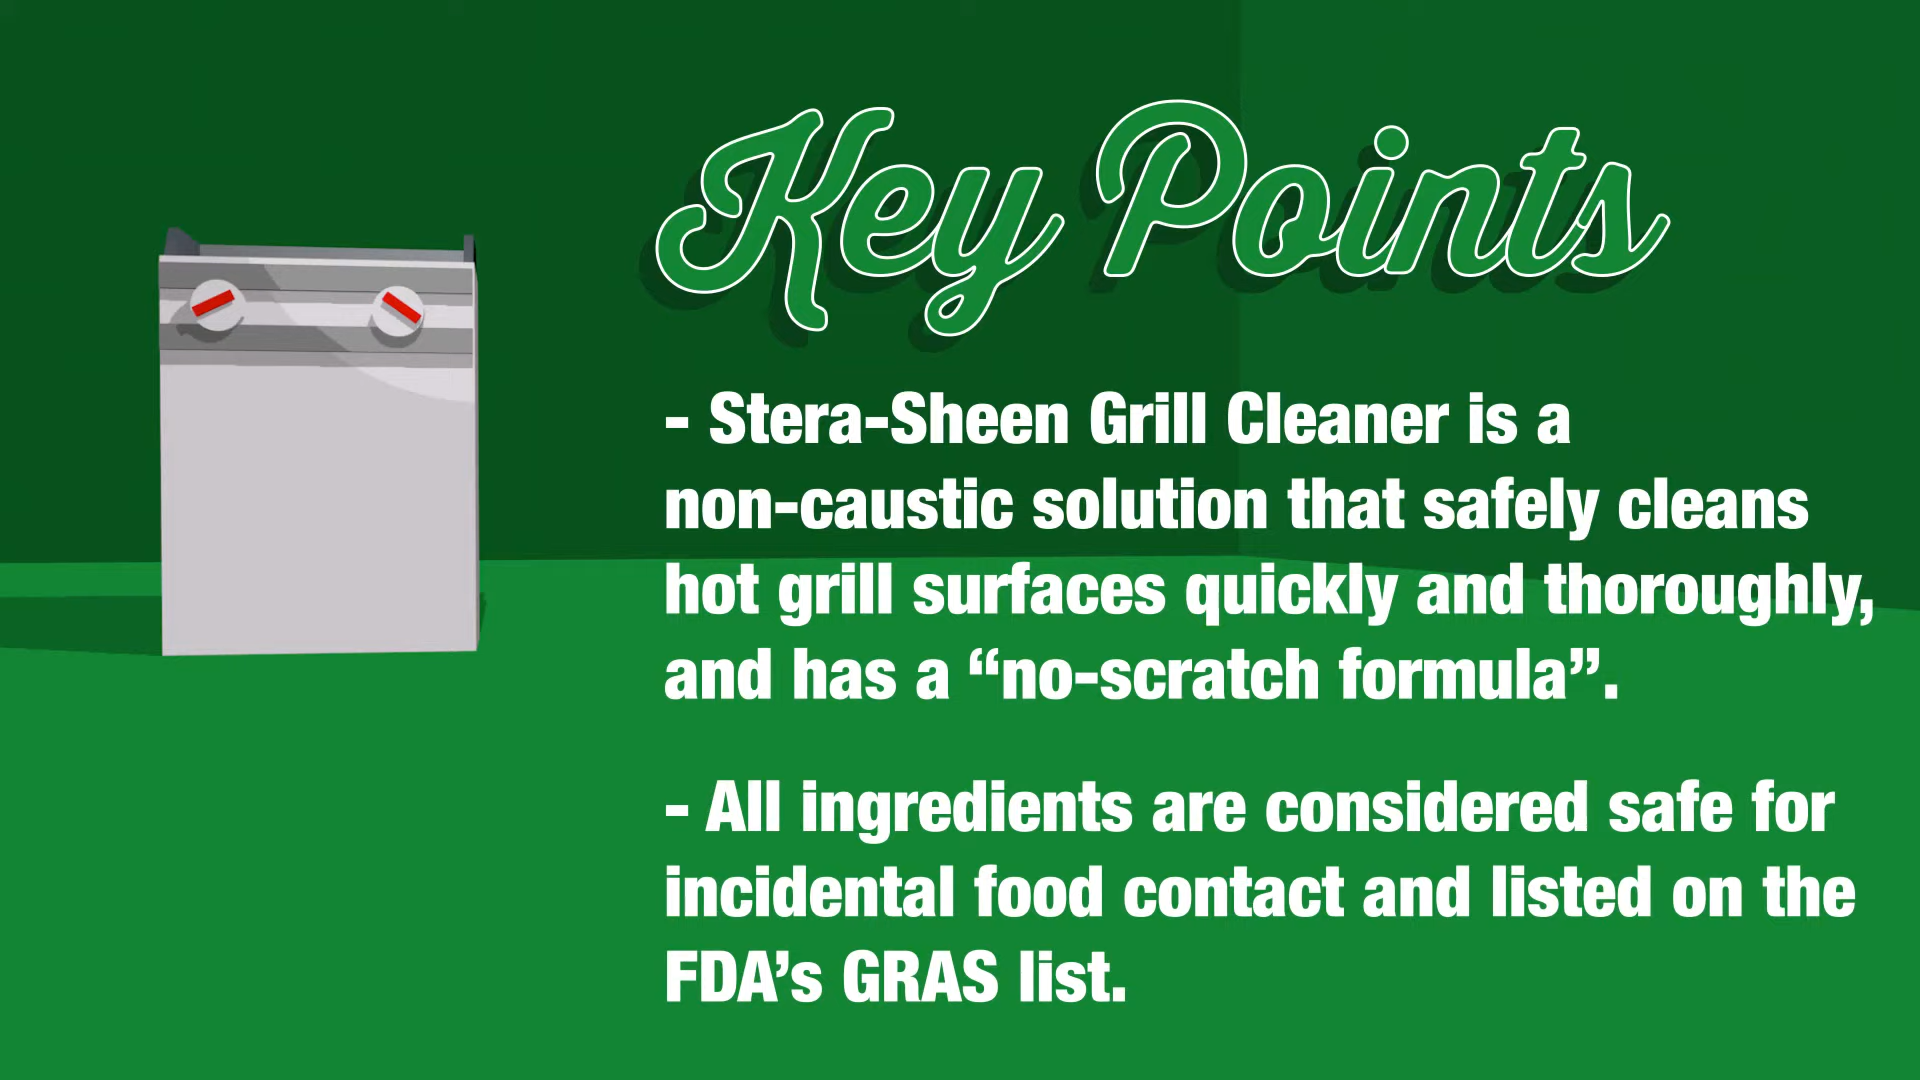 Key Points
- Stera-Sheen Grill Cleaner is a
non-caustic solution that safely cleans
hot grill surfaces quickly and thoroughly,
and has a “no-scratch formula”.
- All ingredients are considered safe for
incidental food contact and listed on the
FDA’s GRAS list.